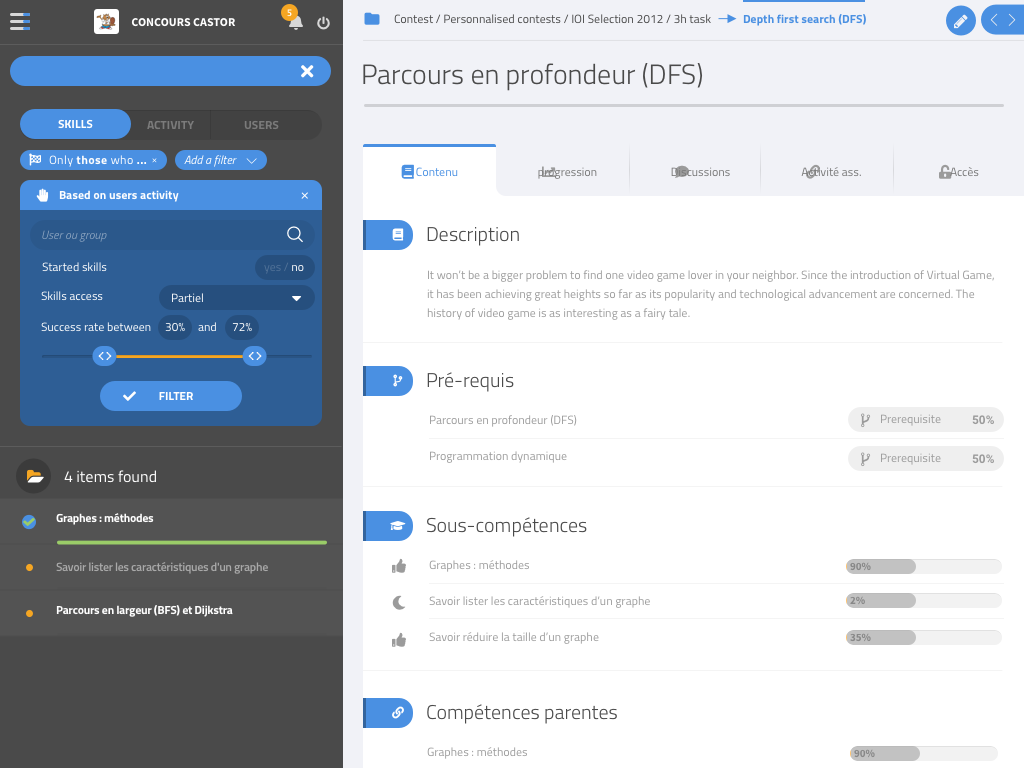 CONCOURS CASTOR
5
SKILLS
ACTIVITY
USERS
Only those who ... ×
Add a filter
Based on users activity ×
User ou group
Started skills
yes / no
Skills access
Partiel
Success rate between 30% and 72%
FILTER
4 items found
Graphes : méthodes
Savoir lister les caractéristiques d'un graphe
Parcours en largeur (BFS) et Dijkstra
Contest / Personnalised contests / IOI Selection 2012 / 3h task
Depth first search (DFS)
Parcours en profondeur (DFS)
Contenu
progression
Discussions
Activité ass.
Accès
Description
It won't be a bigger problem to find one video game lover in your neighbor. Since the introduction of Virtual Game,
it has been achieving great heights so far as its popularity and technological advancement are concerned. The
history of video game is as interesting as a fairy tale.
Pré-requis
Parcours en profondeur (DFS)
Prerequisite 50%
Programmation dynamique
Prerequisite 50%
Sous-compétences
Graphes : méthodes
90%
Savoir lister les caractéristiques d'un graphe
2%
Savoir réduire la taille d'un graphe
35%
Compétences parentes
Graphes : méthodes
90%